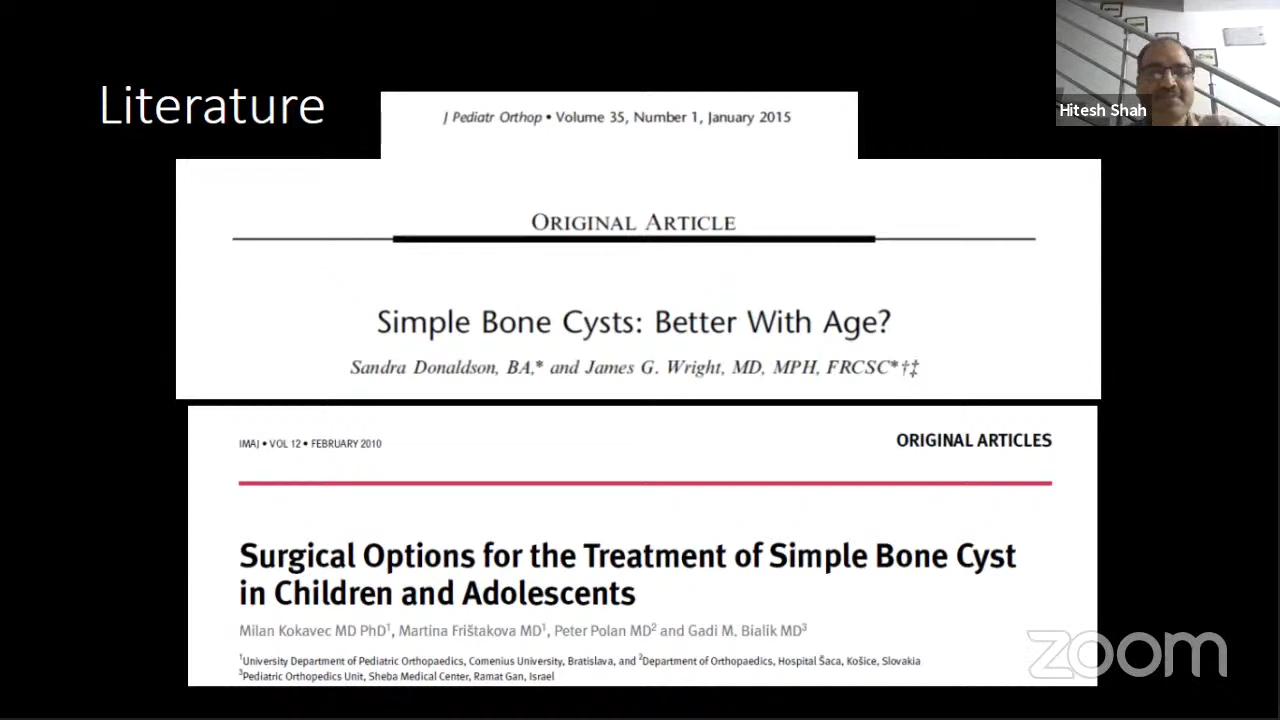 Literature
J Pediatr Orthop • Volume 35, Number 1, January 2015
Hitesh Shah
ORIGINAL ARTICLE
Simple Bone Cysts: Better With Age?
Sandra Donaldson, BA,* and James G. Wright, MD, MPH, FRCSC*†‡
IMAJ • VOL 12 • FEBRUARY 2010
ORIGINAL ARTICLES
Surgical Options for the Treatment of Simple Bone Cyst
in Children and Adolescents
Milan Kokavec MD PhD¹, Martina Frištakova MD¹, Peter Polan MD² and Gadi M. Bialik MD³
¹University Department of Pediatric Orthopaedics, Comenius University, Bratislava, and ²Department of Orthopaedics, Hospital Šaca, Košice, Slovakia
³Pediatric Orthopedics Unit, Sheba Medical Center, Ramat Gan, Israel
zoom